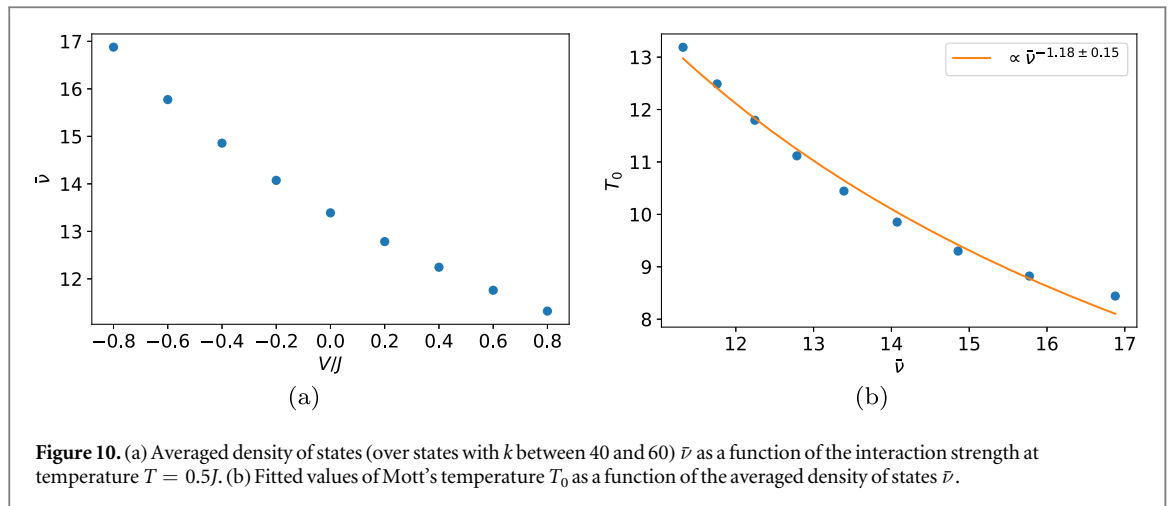 17
16
15
14
13
12
ν̄
−0.8 −0.6 −0.4 −0.2 0.0 0.2 0.4 0.6 0.8
V/J
(a)
13
12
11
10
9
8
T₀
∝ ν̄^−1.18 ± 0.15
12 13 14 15 16 17
ν̄
(b)
Figure 10. (a) Averaged density of states (over states with k between 40 and 60) ν̄ as a function of the interaction strength at
temperature T = 0.5J. (b) Fitted values of Mott's temperature T₀ as a function of the averaged density of states ν̄.